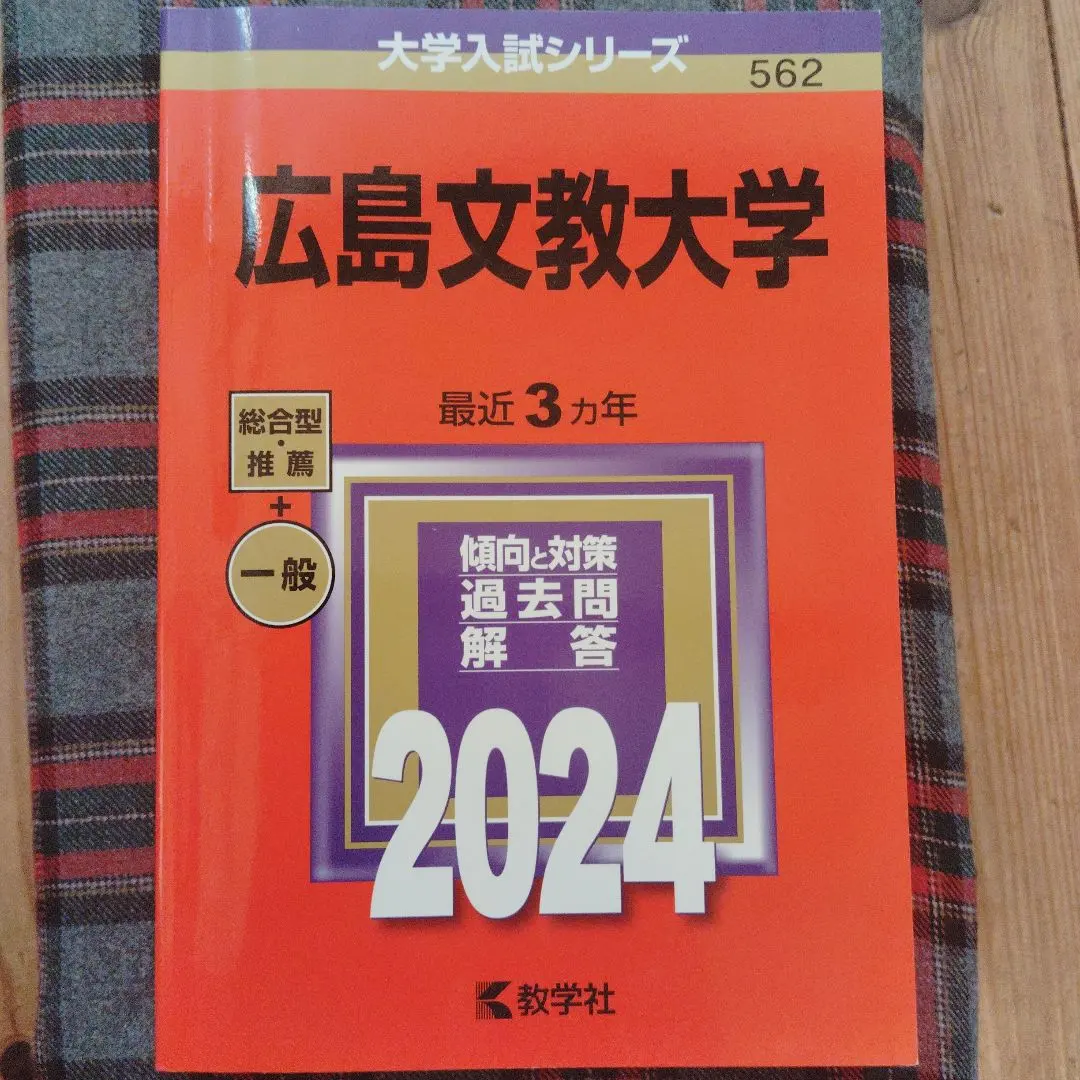 大学入試シリーズ
562
広島文教大学
最近3カ年
総合型・
推薦
+
一般
傾向と対策
過去問
解答
2024
教学社